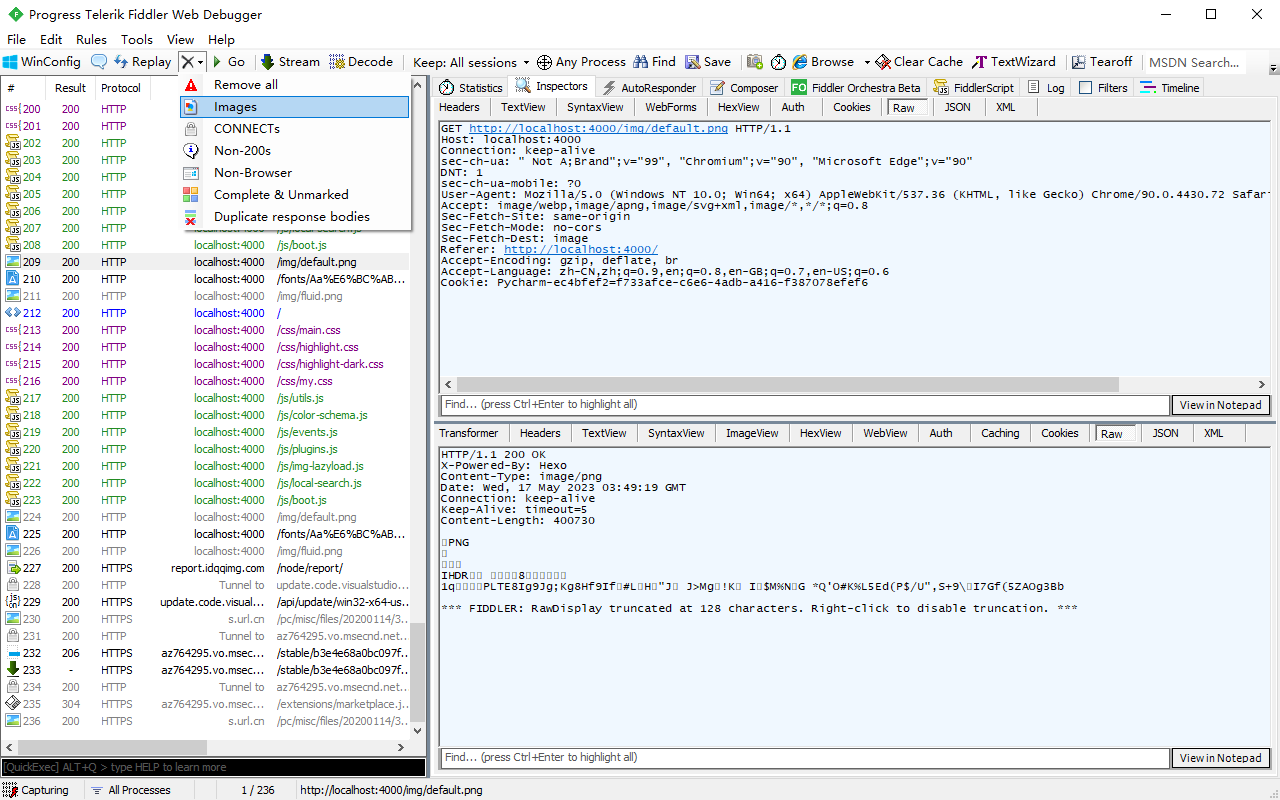 Progress Telerik Fiddler Web Debugger
File Edit Rules Tools View Help
WinConfig Replay Go Stream Decode Keep: All sessions Any Process Find Save Browse Clear Cache TextWizard Tearoff MSDN Search...
# Result Protocol
Remove all
Images
CONNECTs
Non-200s
Non-Browser
Complete & Unmarked
Duplicate response bodies
200 200 HTTP
201 200 HTTP
202 200 HTTP
203 200 HTTP
204 200 HTTP
205 200 HTTP
206 200 HTTP
207 200 HTTP localhost:4000 /js/local-search.js
208 200 HTTP localhost:4000 /js/boot.js
209 200 HTTP localhost:4000 /img/default.png
210 200 HTTP localhost:4000 /fonts/Aa%E6%BC%AB...
211 200 HTTP localhost:4000 /img/fluid.png
212 200 HTTP localhost:4000 /
213 200 HTTP localhost:4000 /css/main.css
214 200 HTTP localhost:4000 /css/highlight.css
215 200 HTTP localhost:4000 /css/highlight-dark.css
216 200 HTTP localhost:4000 /css/my.css
217 200 HTTP localhost:4000 /js/utils.js
218 200 HTTP localhost:4000 /js/color-schema.js
219 200 HTTP localhost:4000 /js/events.js
220 200 HTTP localhost:4000 /js/plugins.js
221 200 HTTP localhost:4000 /js/img-lazyload.js
222 200 HTTP localhost:4000 /js/local-search.js
223 200 HTTP localhost:4000 /js/boot.js
224 200 HTTP localhost:4000 /img/default.png
225 200 HTTP localhost:4000 /fonts/Aa%E6%BC%AB...
226 200 HTTP localhost:4000 /img/fluid.png
227 200 HTTPS report.idqqimg.com /node/report/
228 200 HTTP Tunnel to update.code.visualstudio...
229 200 HTTPS update.code.visual... /api/update/win32-x64-us...
230 200 HTTPS s.url.cn /pc/misc/files/20200114/3...
231 200 HTTP Tunnel to az764295.vo.msecnd.net...
232 206 HTTPS az764295.vo.msec... /stable/b3e4e68a0bc097f...
233 - HTTPS az764295.vo.msec... /stable/b3e4e68a0bc097f...
234 200 HTTP Tunnel to az764295.vo.msecnd.net...
235 304 HTTPS az764295.vo.msec... /extensions/marketplace.j...
236 200 HTTPS s.url.cn /pc/misc/files/20200114/3...
[QuickExec] ALT+Q > type HELP to learn more
Statistics Inspectors AutoResponder Composer FO Fiddler Orchestra Beta FiddlerScript Log Filters Timeline
Headers TextView SyntaxView WebForms HexView Auth Cookies Raw JSON XML
GET http://localhost:4000/img/default.png HTTP/1.1
Host: localhost:4000
Connection: keep-alive
sec-ch-ua: " Not A;Brand";v="99", "Chromium";v="90", "Microsoft Edge";v="90"
DNT: 1
sec-ch-ua-mobile: ?0
User-Agent: Mozilla/5.0 (Windows NT 10.0; Win64; x64) AppleWebKit/537.36 (KHTML, like Gecko) Chrome/90.0.4430.72 Safari
Accept: image/webp,image/apng,image/svg+xml,image/*,*/*;q=0.8
Sec-Fetch-Site: same-origin
Sec-Fetch-Mode: no-cors
Sec-Fetch-Dest: image
Referer: http://localhost:4000/
Accept-Encoding: gzip, deflate, br
Accept-Language: zh-CN,zh;q=0.9,en;q=0.8,en-GB;q=0.7,en-US;q=0.6
Cookie: Pycharm-ec4bfef2=f733afce-c6e6-4adb-a416-f387078efef6
Find... (press Ctrl+Enter to highlight all) View in Notepad
Transformer Headers TextView SyntaxView ImageView HexView WebView Auth Caching Cookies Raw JSON XML
HTTP/1.1 200 OK
X-Powered-By: Hexo
Content-Type: image/png
Date: Wed, 17 May 2023 03:49:19 GMT
Connection: keep-alive
Keep-Alive: timeout=5
Content-Length: 400730
PNG
IHDR 8
1q PLTE8Ig9Jg;Kg8Hf9If #L H "J J>Mg !K I $M%N G *Q'O#K%L5Ed(P$/U",S+9\ I7Gf(5ZAOg3Bb
*** FIDDLER: RawDisplay truncated at 128 characters. Right-click to disable truncation. ***
Find... (press Ctrl+Enter to highlight all) View in Notepad
Capturing All Processes 1 / 236 http://localhost:4000/img/default.png